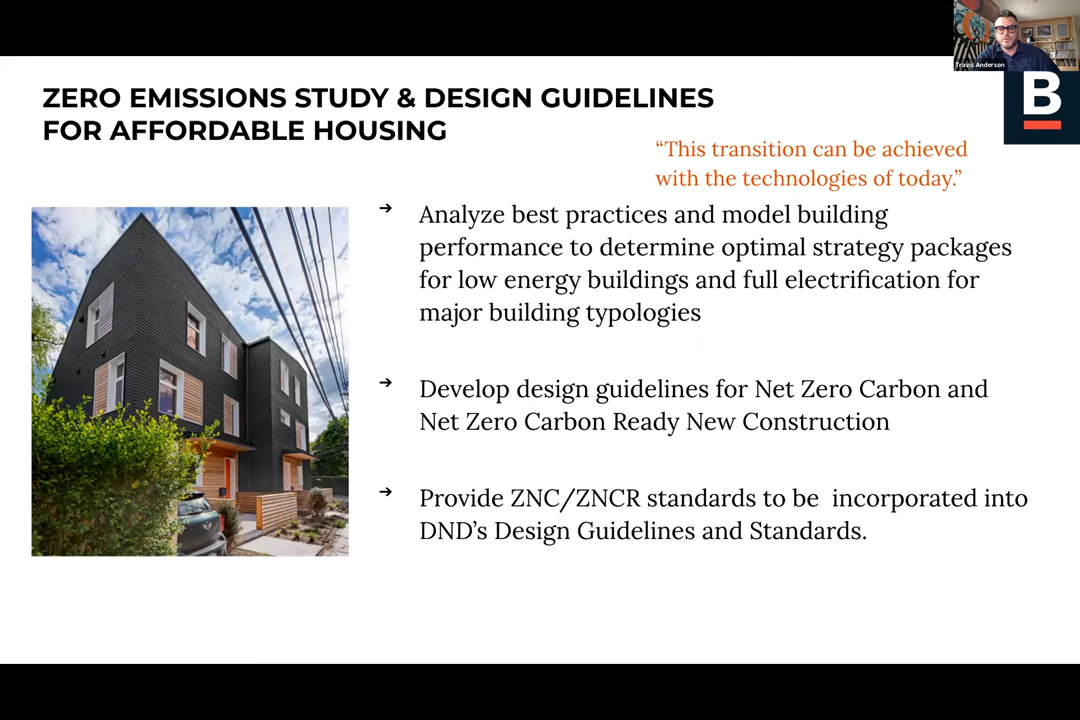 Travis Anderson
B
ZERO EMISSIONS STUDY & DESIGN GUIDELINES
FOR AFFORDABLE HOUSING
“This transition can be achieved
with the technologies of today.”
➔ Analyze best practices and model building
performance to determine optimal strategy packages
for low energy buildings and full electrification for
major building typologies
➔ Develop design guidelines for Net Zero Carbon and
Net Zero Carbon Ready New Construction
➔ Provide ZNC/ZNCR standards to be  incorporated into
DND’s Design Guidelines and Standards.